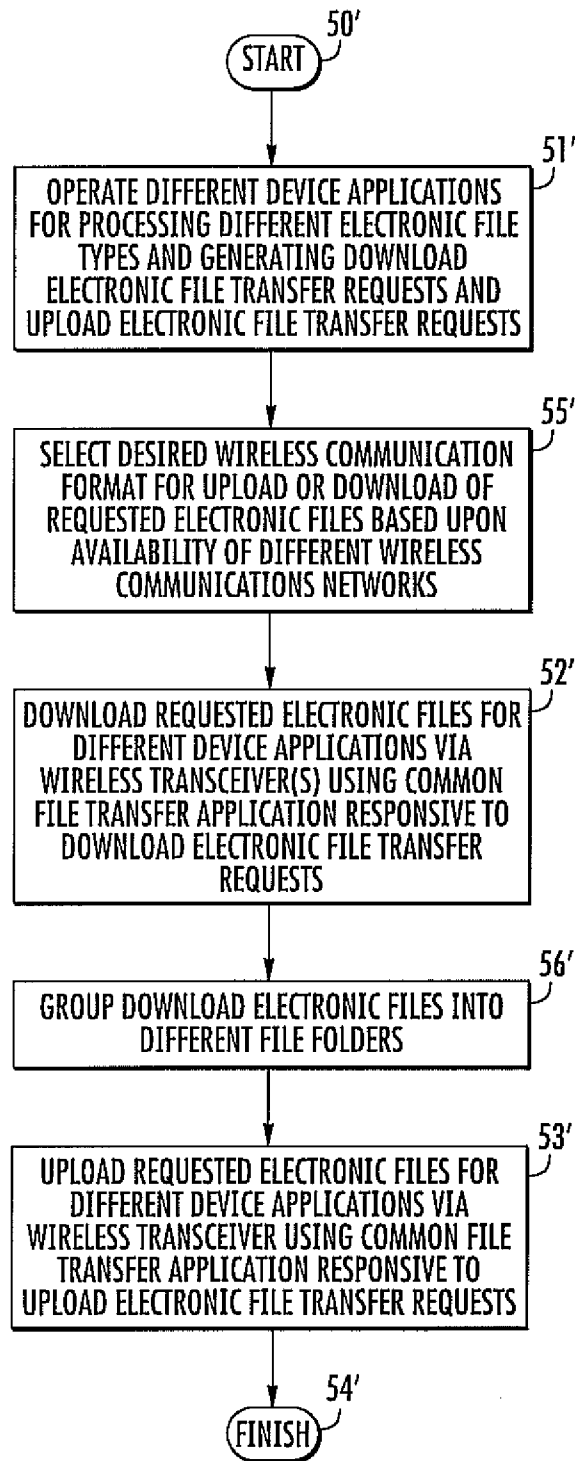 50'
START
51'
OPERATE DIFFERENT DEVICE APPLICATIONS
FOR PROCESSING DIFFERENT ELECTRONIC FILE
TYPES AND GENERATING DOWNLOAD
ELECTRONIC FILE TRANSFER REQUESTS AND
UPLOAD ELECTRONIC FILE TRANSFER REQUESTS
55'
SELECT DESIRED WIRELESS COMMUNICATION
FORMAT FOR UPLOAD OR DOWNLOAD OF
REQUESTED ELECTRONIC FILES BASED UPON
AVAILABILITY OF DIFFERENT WIRELESS
COMMUNICATIONS NETWORKS
52'
DOWNLOAD REQUESTED ELECTRONIC FILES FOR
DIFFERENT DEVICE APPLICATIONS VIA
WIRELESS TRANSCEIVER(S) USING COMMON
FILE TRANSFER APPLICATION RESPONSIVE TO
DOWNLOAD ELECTRONIC FILE TRANSFER
REQUESTS
56'
GROUP DOWNLOAD ELECTRONIC FILES INTO
DIFFERENT FILE FOLDERS
53'
UPLOAD REQUESTED ELECTRONIC FILES FOR
DIFFERENT DEVICE APPLICATIONS VIA
WIRELESS TRANSCEIVER USING COMMON FILE
TRANSFER APPLICATION RESPONSIVE TO
UPLOAD ELECTRONIC FILE TRANSFER REQUESTS
54'
FINISH